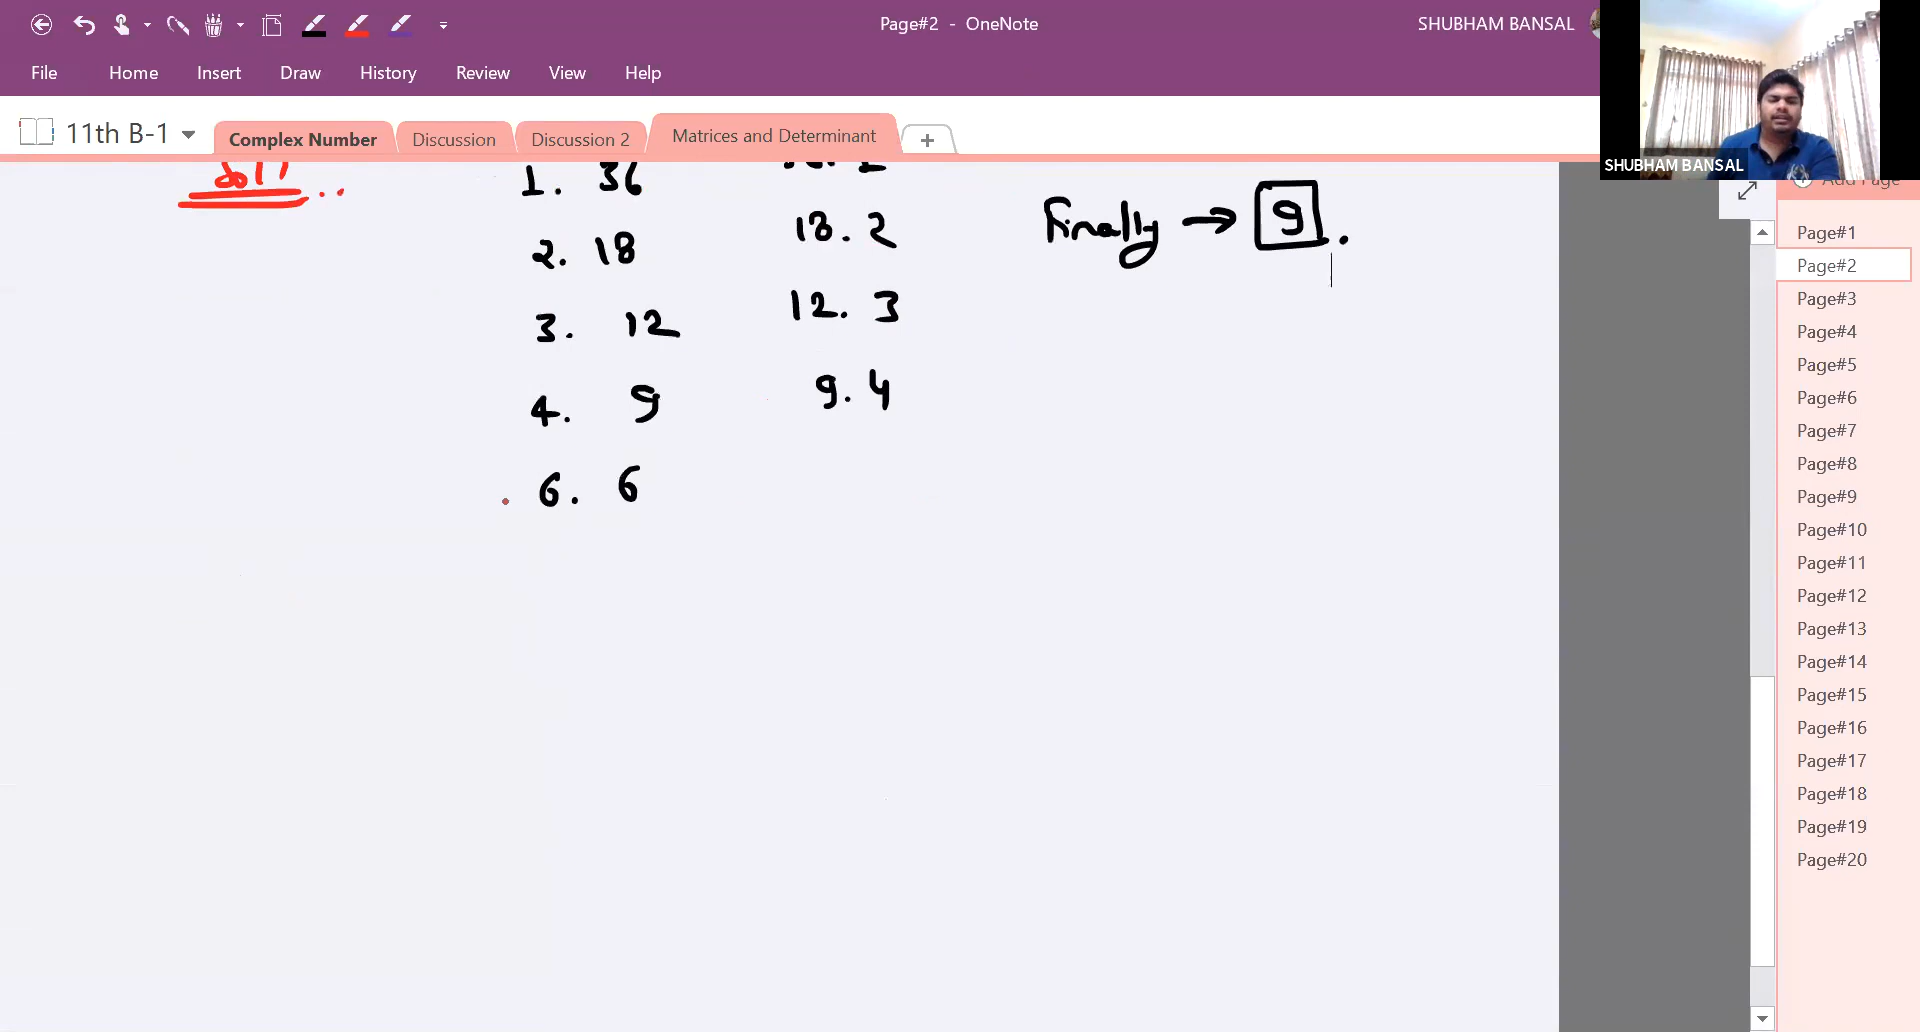 Page#2 - OneNote
SHUBHAM BANSAL
File Home Insert Draw History Review View Help
11th B-1
Complex Number Discussion Discussion 2 Matrices and Determinant +
SHUBHAM BANSAL
Add Page
Sol
1. 36
2. 18
3. 12
4. 9
6. 6
18. 2
12. 3
9. 4
Finally → 9.
Page#1
Page#2
Page#3
Page#4
Page#5
Page#6
Page#7
Page#8
Page#9
Page#10
Page#11
Page#12
Page#13
Page#14
Page#15
Page#16
Page#17
Page#18
Page#19
Page#20